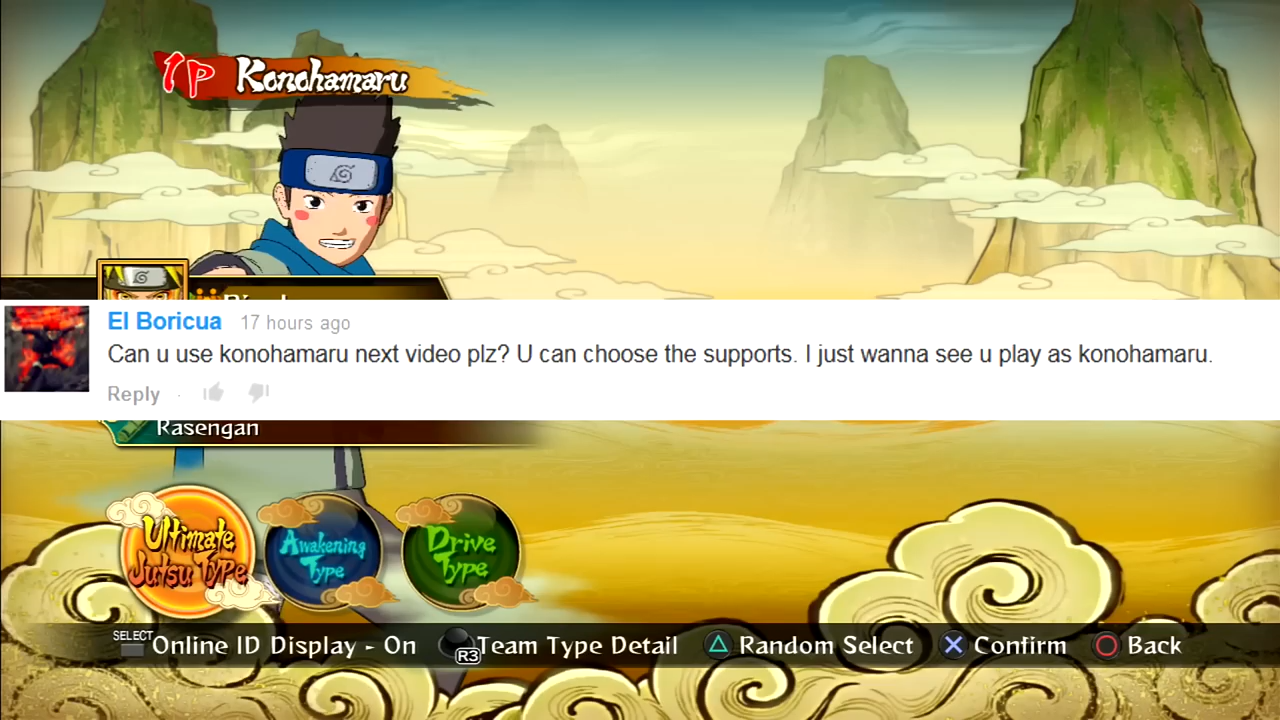 1P Konohamaru
El Boricua 17 hours ago
Can u use konohamaru next video plz? U can choose the supports. I just wanna see u play as konohamaru.
Reply ·
Rasengan
Ultimate
Jutsu Type
Awakening
Type
Drive
Type
SELECT Online ID Display - On R3 Team Type Detail Random Select Confirm Back